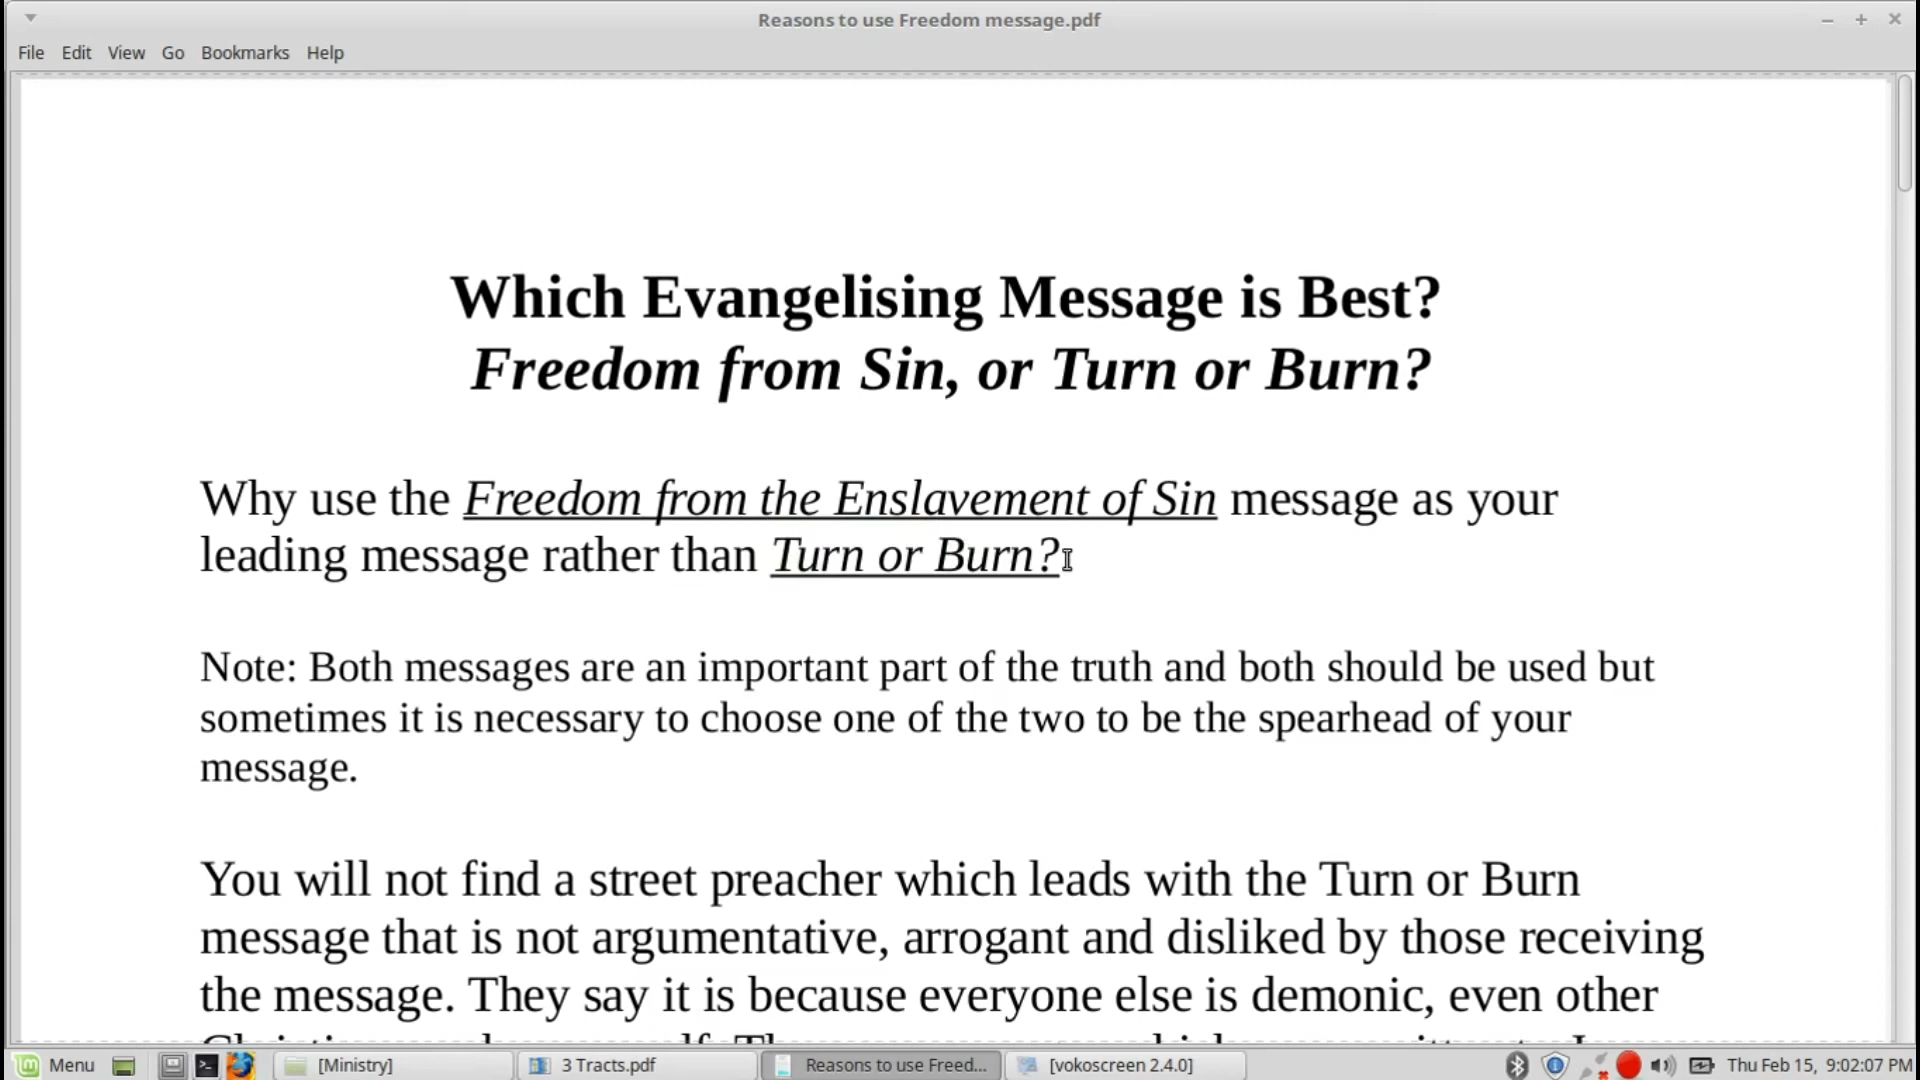 Reasons to use Freedom message.pdf
File Edit View Go Bookmarks Help
Which Evangelising Message is Best?
Freedom from Sin, or Turn or Burn?
Why use the Freedom from the Enslavement of Sin message as your
leading message rather than Turn or Burn?
Note: Both messages are an important part of the truth and both should be used but
sometimes it is necessary to choose one of the two to be the spearhead of your
message.
You will not find a street preacher which leads with the Turn or Burn
message that is not argumentative, arrogant and disliked by those receiving
the message. They say it is because everyone else is demonic, even other
Menu [Ministry] 3 Tracts.pdf Reasons to use Freed... [vokoscreen 2.4.0] Thu Feb 15, 9:02:07 PM